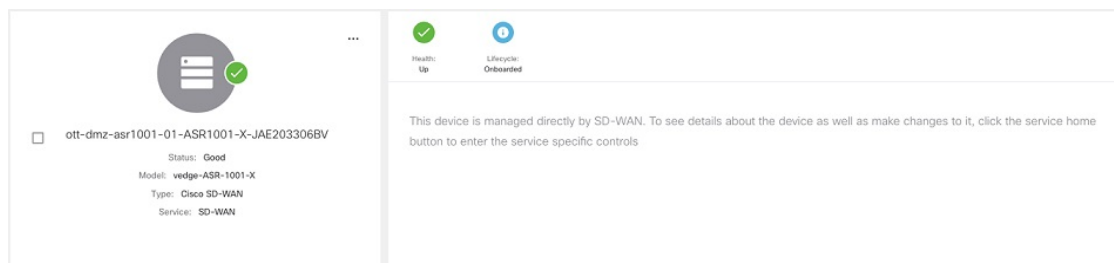 ...
ott-dmz-asr1001-01-ASR1001-X-JAE203306BV
Status: Good
Model: vedge-ASR-1001-X
Type: Cisco SD-WAN
Service: SD-WAN
Health:
Up
Lifecycle:
Onboarded
This device is managed directly by SD-WAN. To see details about the device as well as make changes to it, click the service home
button to enter the service specific controls